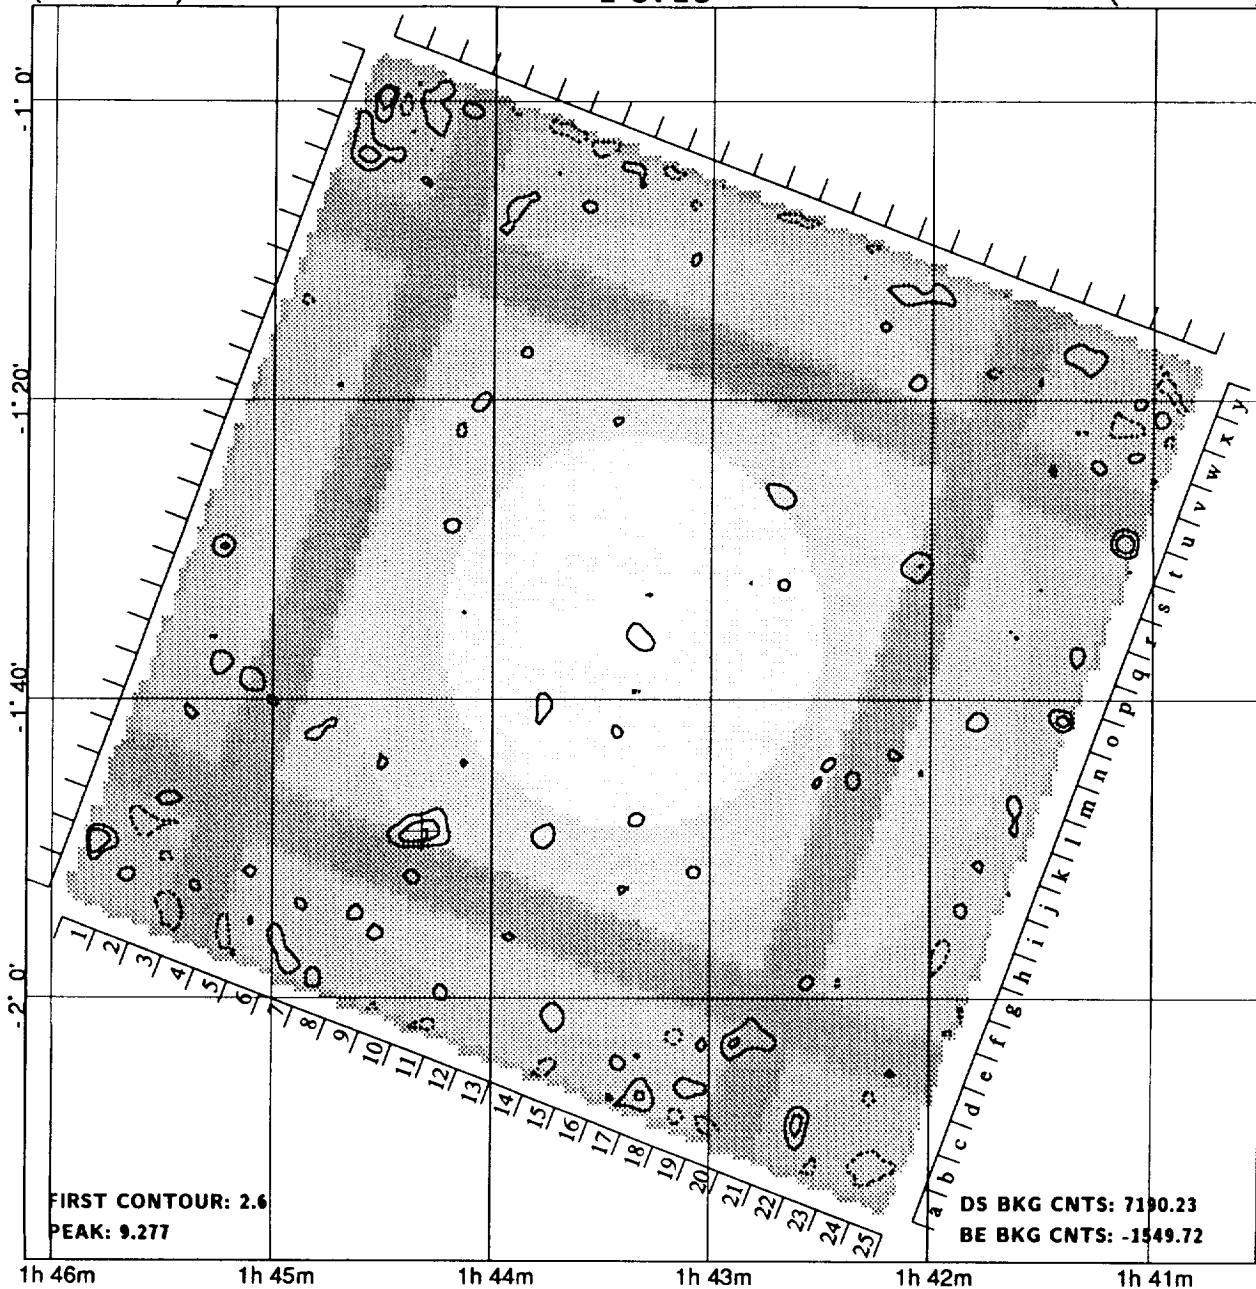 -1° 0'
-1° 20'
-1° 40'
-2° 0'
1 2 3 4 5 6 7 8 9 10 11 12 13 14 15 16 17 18 19 20 21 22 23 24 25
a b c d e f g h i j k l m n o p q r s t u v w x y
FIRST CONTOUR: 2.6
PEAK: 9.277
DS BKG CNTS: 7190.23
BE BKG CNTS: -1549.72
1h 46m 1h 45m 1h 44m 1h 43m 1h 42m 1h 41m